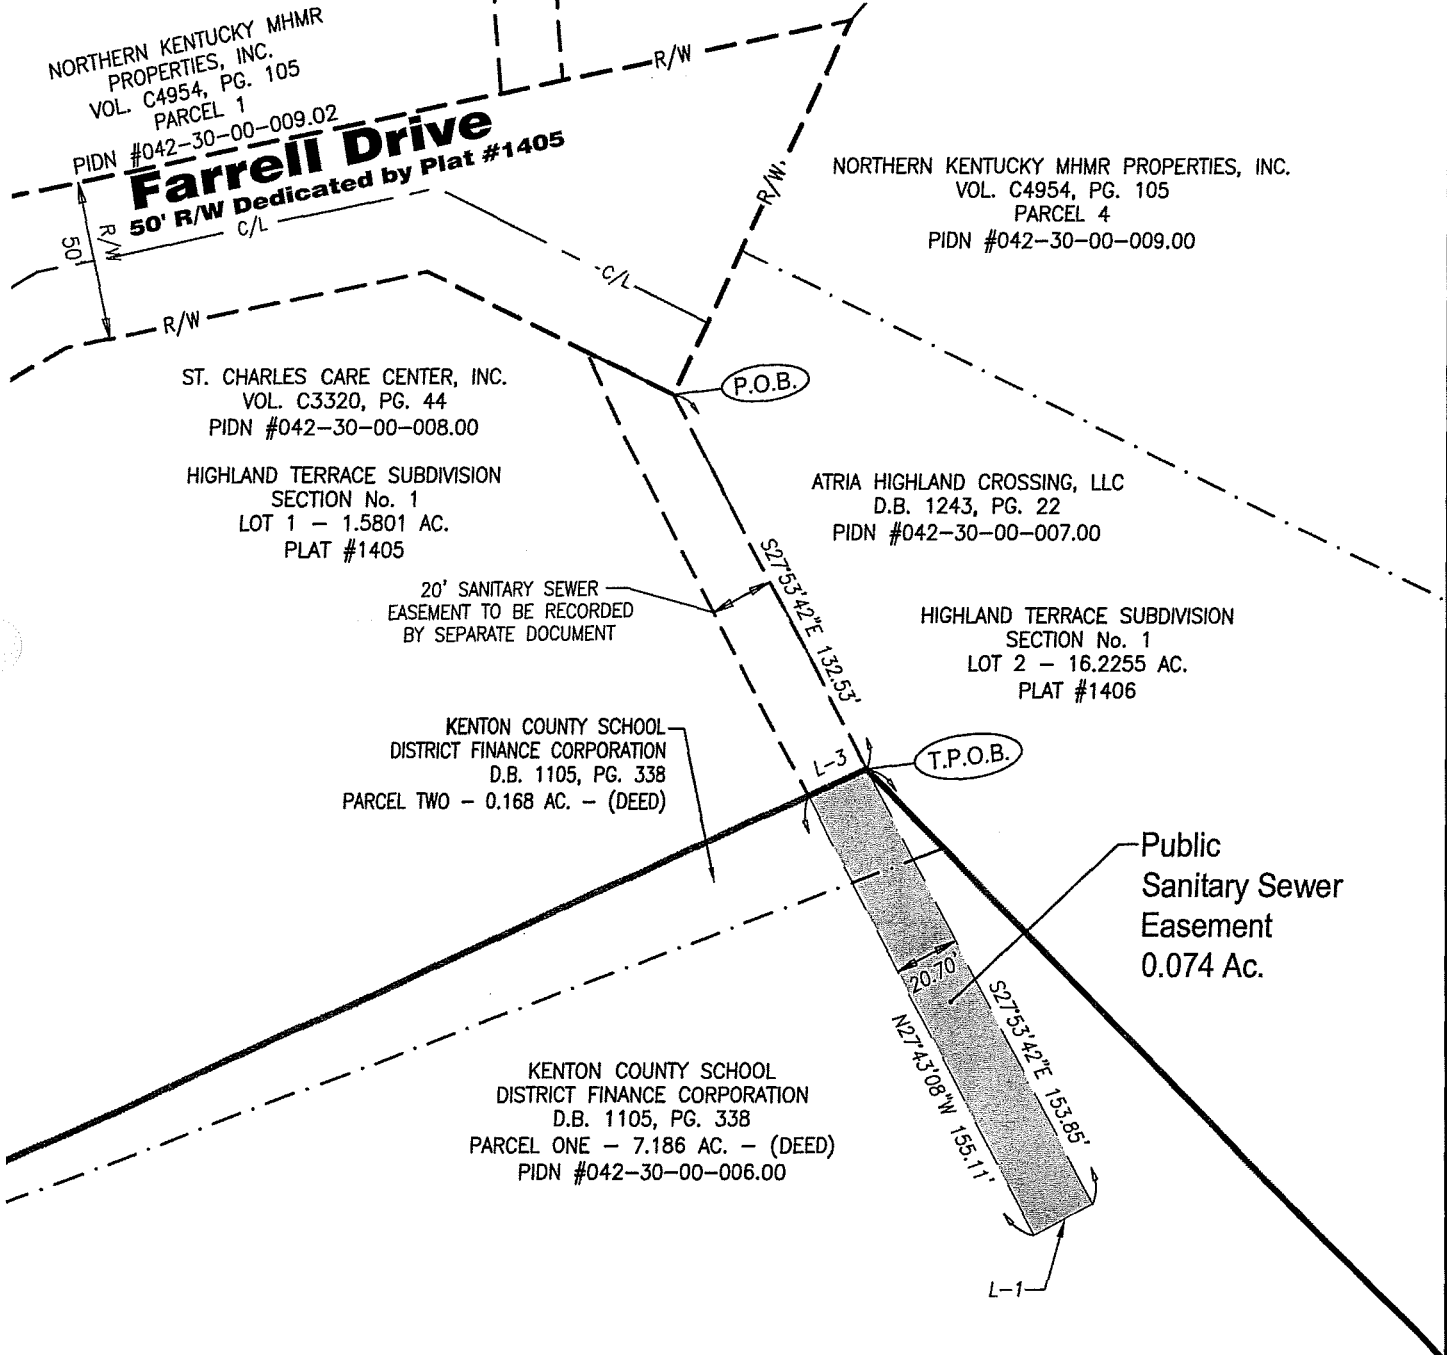 NORTHERN KENTUCKY MHMR
PROPERTIES, INC.
VOL. C4954, PG. 105
PARCEL 1
PIDN #042-30-00-009.02
Farrell Drive
50' R/W Dedicated by Plat #1405
R/W
R/W.
C/L
R/W
50'
-C/L
R/W
NORTHERN KENTUCKY MHMR PROPERTIES, INC.
VOL. C4954, PG. 105
PARCEL 4
PIDN #042-30-00-009.00
ST. CHARLES CARE CENTER, INC.
VOL. C3320, PG. 44
PIDN #042-30-00-008.00
P.O.B.
HIGHLAND TERRACE SUBDIVISION
SECTION No. 1
LOT 1 - 1.5801 AC.
PLAT #1405
ATRIA HIGHLAND CROSSING, LLC
D.B. 1243, PG. 22
PIDN #042-30-00-007.00
S27°53'42"E 132.53'
20' SANITARY SEWER
EASEMENT TO BE RECORDED
BY SEPARATE DOCUMENT
HIGHLAND TERRACE SUBDIVISION
SECTION No. 1
LOT 2 - 16.2255 AC.
PLAT #1406
KENTON COUNTY SCHOOL
DISTRICT FINANCE CORPORATION
D.B. 1105, PG. 338
PARCEL TWO - 0.168 AC. - (DEED)
L-3
T.P.O.B.
Public
Sanitary Sewer
Easement
0.074 Ac.
20.70'
S27°53'42"E 153.85'
N27°43'08"W 155.11'
KENTON COUNTY SCHOOL
DISTRICT FINANCE CORPORATION
D.B. 1105, PG. 338
PARCEL ONE - 7.186 AC. - (DEED)
PIDN #042-30-00-006.00
L-1